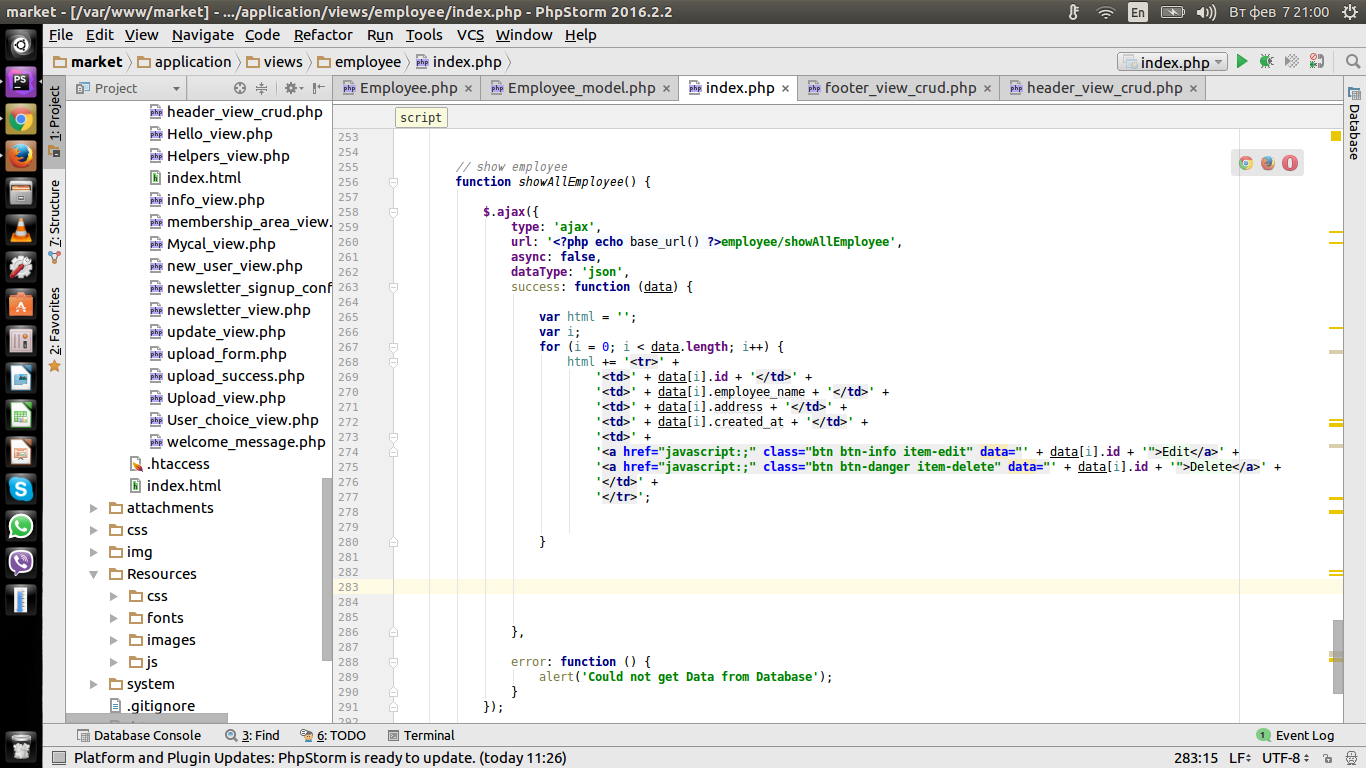 market - [/var/www/market] - .../application/views/employee/index.php - PhpStorm 2016.2.2
En
Вт фев 7 21:00
File Edit View Navigate Code Refactor Run Tools VCS Window Help
market application views employee index.php
index.php
Project
Employee.php × Employee_model.php × index.php × footer_view_crud.php × header_view_crud.php ×
1: Project
7: Structure
2: Favorites
Database
header_view_crud.php
Hello_view.php
Helpers_view.php
index.html
info_view.php
membership_area_view.
Mycal_view.php
new_user_view.php
newsletter_signup_conf
newsletter_view.php
update_view.php
upload_form.php
upload_success.php
Upload_view.php
User_choice_view.php
welcome_message.php
.htaccess
index.html
attachments
css
img
Resources
css
fonts
images
js
system
.gitignore
script
253
254
255 // show employee
256 function showAllEmployee() {
257
258 $.ajax({
259 type: 'ajax',
260 url: '<?php echo base_url() ?>employee/showAllEmployee',
261 async: false,
262 dataType: 'json',
263 success: function (data) {
264
265 var html = '';
266 var i;
267 for (i = 0; i < data.length; i++) {
268 html += '<tr>' +
269 '<td>' + data[i].id + '</td>' +
270 '<td>' + data[i].employee_name + '</td>' +
271 '<td>' + data[i].address + '</td>' +
272 '<td>' + data[i].created_at + '</td>' +
273 '<td>' +
274 '<a href="javascript:;" class="btn btn-info item-edit" data="' + data[i].id + '">Edit</a>' +
275 '<a href="javascript:;" class="btn btn-danger item-delete" data="' + data[i].id + '">Delete</a>' +
276 '</td>' +
277 '</tr>';
278
279
280 }
281
282
283
284
285
286 },
287
288 error: function () {
289 alert('Could not get Data from Database');
290 }
291 });
292
Database Console 3: Find 6: TODO Terminal
1 Event Log
Platform and Plugin Updates: PhpStorm is ready to update. (today 11:26)
283:15 LF÷ UTF-8÷